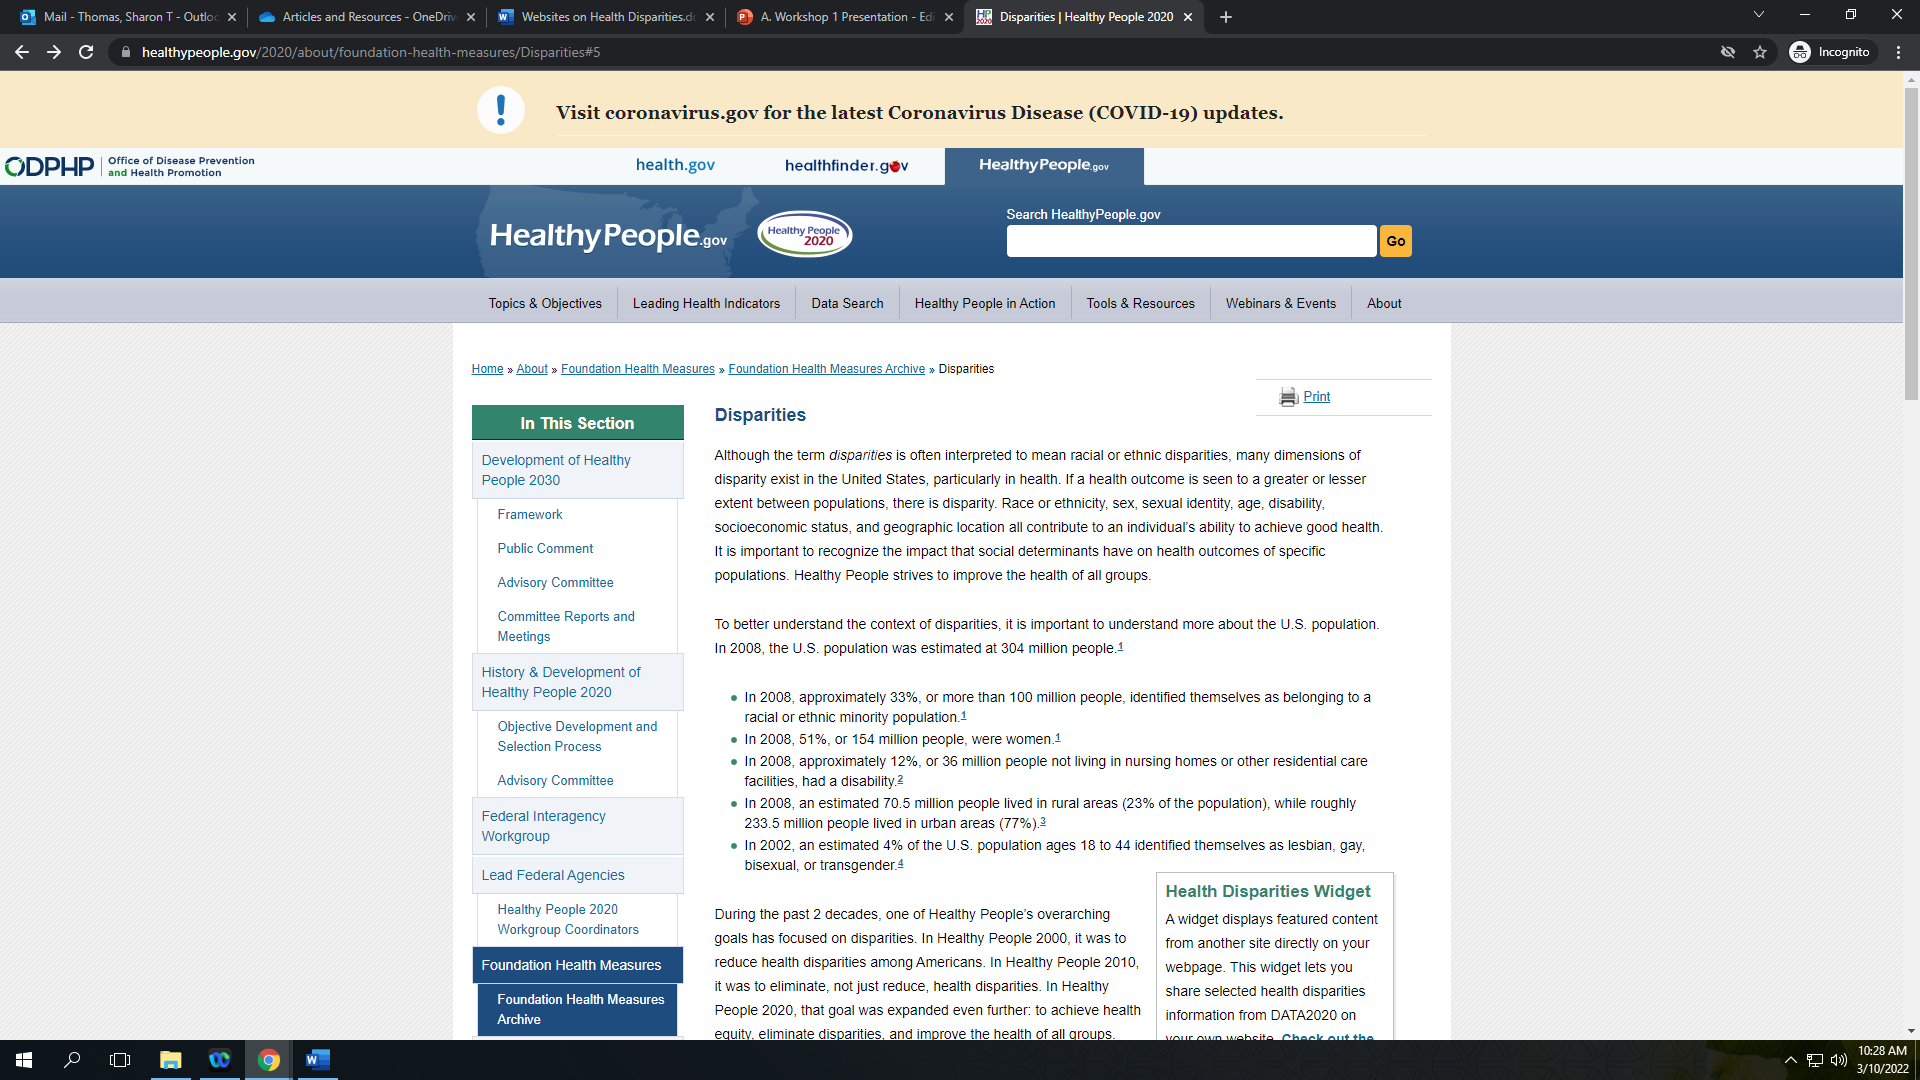 Mail - Thomas, Sharon T - Outloo
Articles and Resources - OneDriv
Websites on Health Disparities.do
A. Workshop 1 Presentation - Edi
Disparities | Healthy People 2020
healthypeople.gov/2020/about/foundation-health-measures/Disparities#5
Incognito
Visit coronavirus.gov for the latest Coronavirus Disease (COVID-19) updates.
ODPHP
Office of Disease Prevention
and Health Promotion
health.gov
healthfinder.gov
HealthyPeople.gov
HealthyPeople.gov
Healthy People
2020
Search HealthyPeople.gov
Go
Topics & Objectives
Leading Health Indicators
Data Search
Healthy People in Action
Tools & Resources
Webinars & Events
About
Home » About » Foundation Health Measures » Foundation Health Measures Archive » Disparities
Print
In This Section
Development of Healthy
People 2030
Framework
Public Comment
Advisory Committee
Committee Reports and
Meetings
History & Development of
Healthy People 2020
Objective Development and
Selection Process
Advisory Committee
Federal Interagency
Workgroup
Lead Federal Agencies
Healthy People 2020
Workgroup Coordinators
Foundation Health Measures
Foundation Health Measures
Archive
Disparities
Although the term disparities is often interpreted to mean racial or ethnic disparities, many dimensions of
disparity exist in the United States, particularly in health. If a health outcome is seen to a greater or lesser
extent between populations, there is disparity. Race or ethnicity, sex, sexual identity, age, disability,
socioeconomic status, and geographic location all contribute to an individual's ability to achieve good health.
It is important to recognize the impact that social determinants have on health outcomes of specific
populations. Healthy People strives to improve the health of all groups.
To better understand the context of disparities, it is important to understand more about the U.S. population.
In 2008, the U.S. population was estimated at 304 million people.1
In 2008, approximately 33%, or more than 100 million people, identified themselves as belonging to a
racial or ethnic minority population.1
In 2008, 51%, or 154 million people, were women.1
In 2008, approximately 12%, or 36 million people not living in nursing homes or other residential care
facilities, had a disability.2
In 2008, an estimated 70.5 million people lived in rural areas (23% of the population), while roughly
233.5 million people lived in urban areas (77%).3
In 2002, an estimated 4% of the U.S. population ages 18 to 44 identified themselves as lesbian, gay,
bisexual, or transgender.4
During the past 2 decades, one of Healthy People's overarching
goals has focused on disparities. In Healthy People 2000, it was to
reduce health disparities among Americans. In Healthy People 2010,
it was to eliminate, not just reduce, health disparities. In Healthy
People 2020, that goal was expanded even further: to achieve health
equity, eliminate disparities, and improve the health of all groups.
Health Disparities Widget
A widget displays featured content
from another site directly on your
webpage. This widget lets you
share selected health disparities
information from DATA2020 on
your own website. Check out the
10:28 AM
3/10/2022